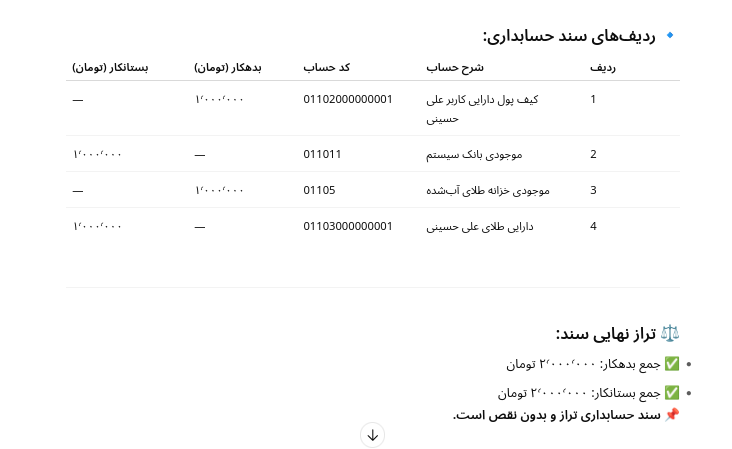 🔹 ردیف‌های سند حسابداری:
ردیف شرح حساب کد حساب بدهکار (تومان) بستانکار (تومان)
1 کیف پول دارایی کاربر علی حسینی 01102000000001 ۱٬۰۰۰٬۰۰۰ —
2 موجودی بانک سیستم 011011 — ۱٬۰۰۰٬۰۰۰
3 موجودی خزانه طلای آب‌شده 01105 ۱٬۰۰۰٬۰۰۰ —
4 دارایی طلای علی حسینی 01103000000001 — ۱٬۰۰۰٬۰۰۰
⚖️ تراز نهایی سند:
• ✅ جمع بدهکار: ۲٬۰۰۰٬۰۰۰ تومان
• ✅ جمع بستانکار: ۲٬۰۰۰٬۰۰۰ تومان
📌 سند حسابداری تراز و بدون نقص است.